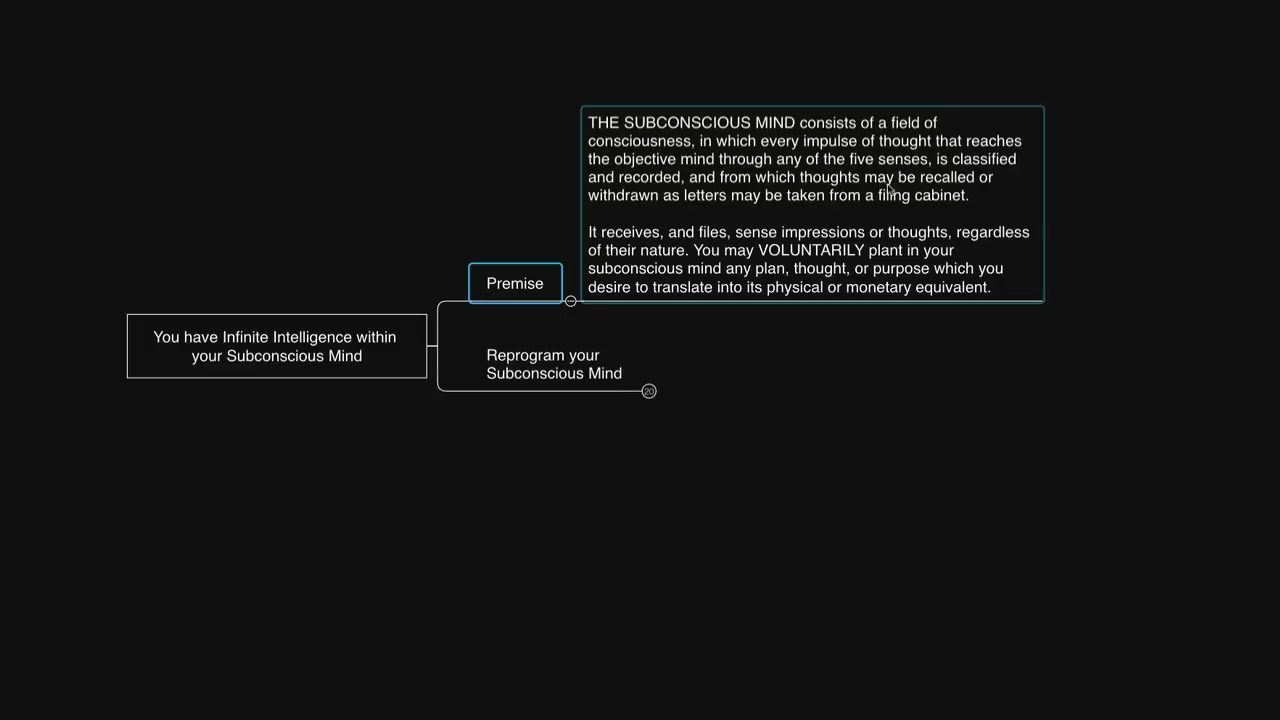 THE SUBCONSCIOUS MIND consists of a field of
consciousness, in which every impulse of thought that reaches
the objective mind through any of the five senses, is classified
and recorded, and from which thoughts may be recalled or
withdrawn as letters may be taken from a filing cabinet.
It receives, and files, sense impressions or thoughts, regardless
of their nature. You may VOLUNTARILY plant in your
subconscious mind any plan, thought, or purpose which you
desire to translate into its physical or monetary equivalent.
Premise
You have Infinite Intelligence within
your Subconscious Mind
Reprogram your
Subconscious Mind
20